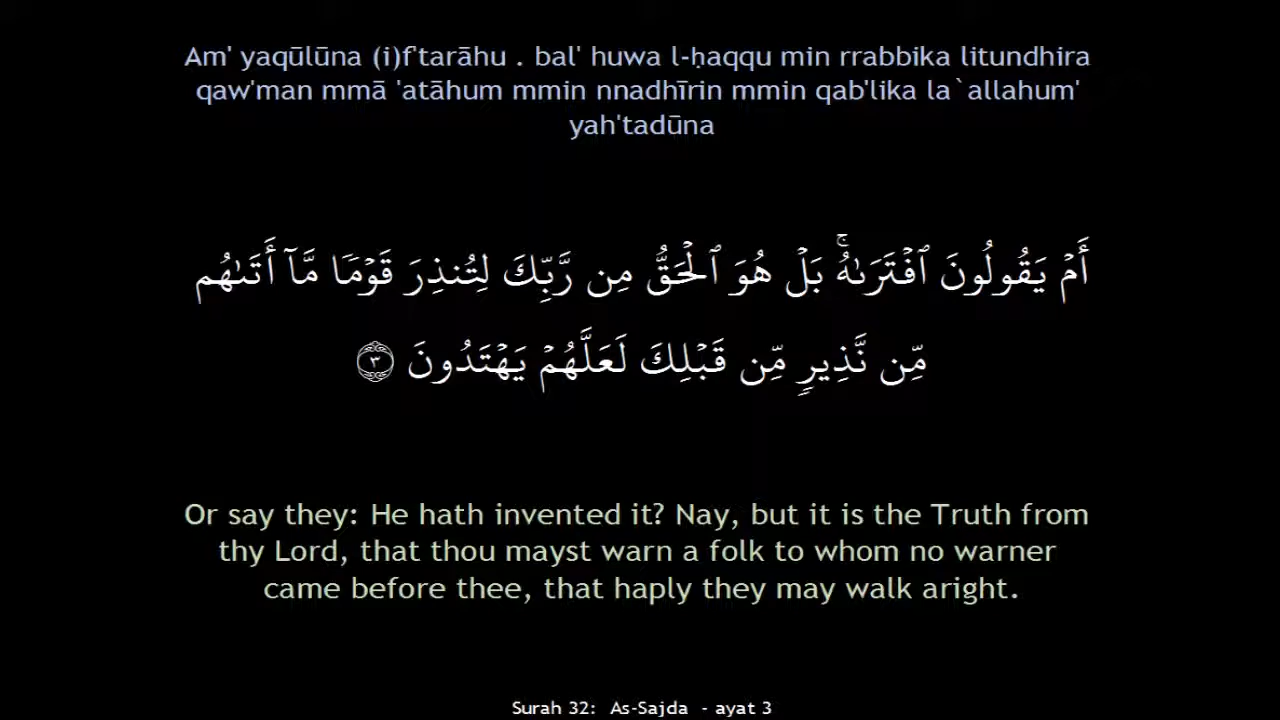 Am' yaqūlūna (i)f'tarāhu . bal' huwa l-ḥaqqu min rrabbika litundhira
qaw'man mmā 'atāhum mmin nnadhīrin mmin qab'lika la`allahum'
yah'tadūna
أَمۡ يَقُولُونَ ٱفۡتَرَىٰهُۚ بَلۡ هُوَ ٱلۡحَقُّ مِن رَّبِّكَ لِتُنذِرَ قَوۡمٗا مَّآ أَتَىٰهُم
مِّن نَّذِيرٖ مِّن قَبۡلِكَ لَعَلَّهُمۡ يَهۡتَدُونَ ٣
Or say they: He hath invented it? Nay, but it is the Truth from
thy Lord, that thou mayst warn a folk to whom no warner
came before thee, that haply they may walk aright.
Surah 32: As-Sajda - ayat 3